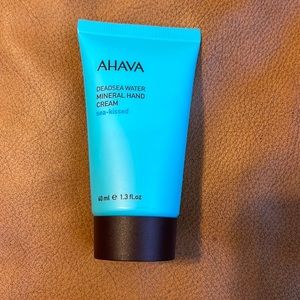 AHAVA
DEADSEA WATER
MINERAL HAND
CREAM
sea-kissed
40 ml e 1.3 fl.oz